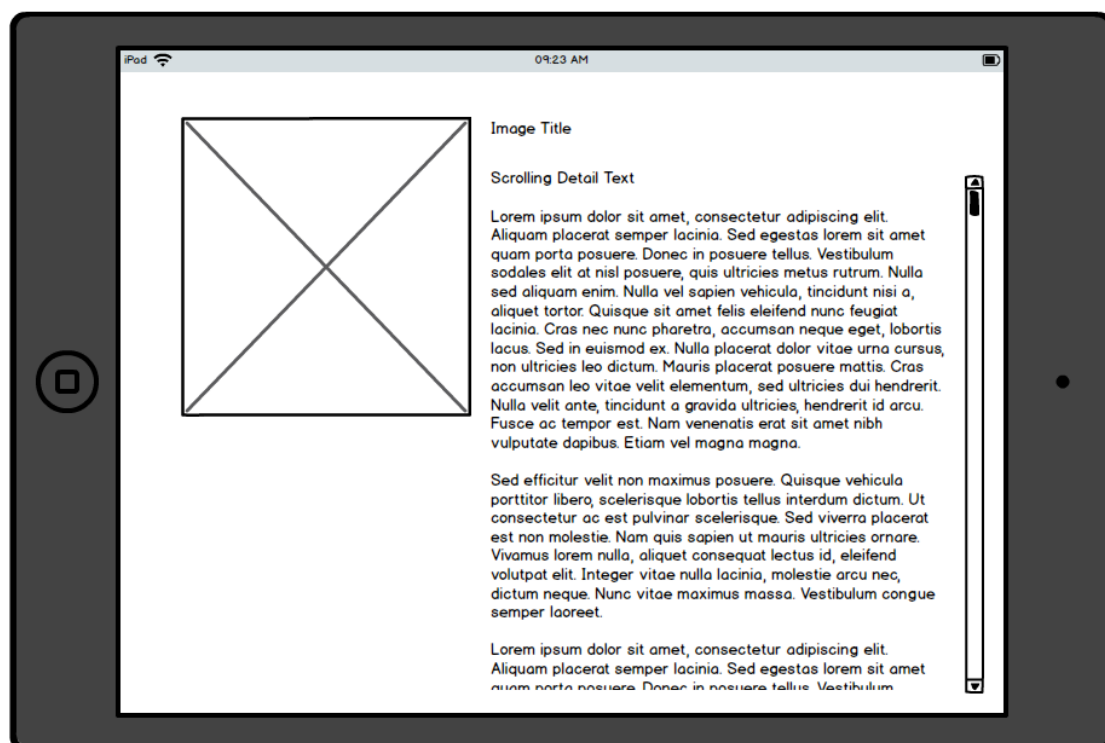 iPad
09:23 AM
Image Title
Scrolling Detail Text
Lorem ipsum dolor sit amet, consectetur adipiscing elit.
Aliquam placerat semper lacinia. Sed egestas lorem sit amet
quam porta posuere. Donec in posuere tellus. Vestibulum
sodales elit at nisl posuere, quis ultricies metus rutrum. Nulla
sed aliquam enim. Nulla vel sapien vehicula, tincidunt nisi a,
aliquet tortor. Quisque sit amet felis eleifend nunc feugiat
lacinia. Cras nec nunc pharetra, accumsan neque eget, lobortis
lacus. Sed in euismod ex. Nulla placerat dolor vitae urna cursus,
non ultricies leo dictum. Mauris placerat posuere mattis. Cras
accumsan leo vitae velit elementum, sed ultricies dui hendrerit.
Nulla velit ante, tincidunt a gravida ultricies, hendrerit id arcu.
Fusce ac tempor est. Nam venenatis erat sit amet nibh
vulputate dapibus. Etiam vel magna magna.
Sed efficitur velit non maximus posuere. Quisque vehicula
porttitor libero, scelerisque lobortis tellus interdum dictum. Ut
consectetur ac est pulvinar scelerisque. Sed viverra placerat
est non molestie. Nam quis sapien ut mauris ultricies ornare.
Vivamus lorem nulla, aliquet consequat lectus id, eleifend
volutpat elit. Integer vitae nulla lacinia, molestie arcu nec,
dictum neque. Nunc vitae maximus massa. Vestibulum congue
semper laoreet.
Lorem ipsum dolor sit amet, consectetur adipiscing elit.
Aliquam placerat semper lacinia. Sed egestas lorem sit amet
quam porta posuere. Donec in posuere tellus. Vestibulum